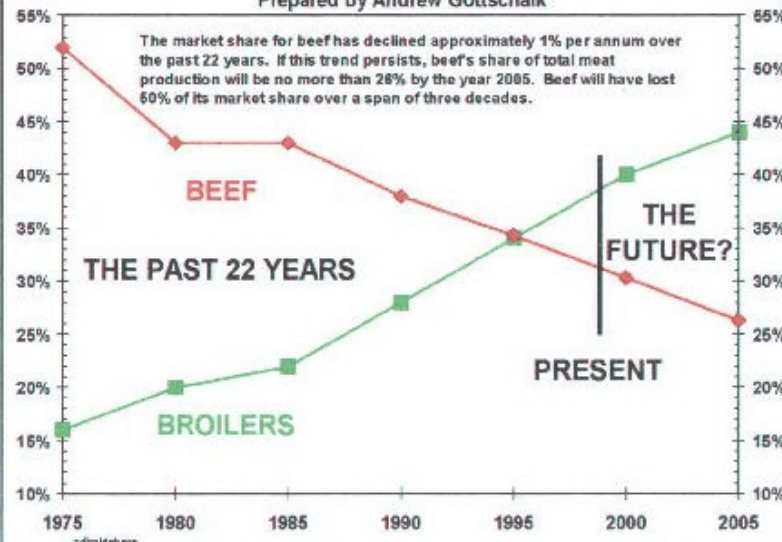 Prepared by Andrew Gottschalk
55% 55%
The market share for beef has declined approximately 1% per annum over
the past 22 years. If this trend persists, beef's share of total meat
production will be no more than 26% by the year 2005. Beef will have lost
50% of its market share over a span of three decades.
50% 50%
45% 45%
40% 40%
BEEF
35% 35%
THE
FUTURE?
THE PAST 22 YEARS
30% 30%
25% 25%
PRESENT
20% 20%
BROILERS
15% 15%
10% 10%
1975 1980 1985 1990 1995 2000 2005